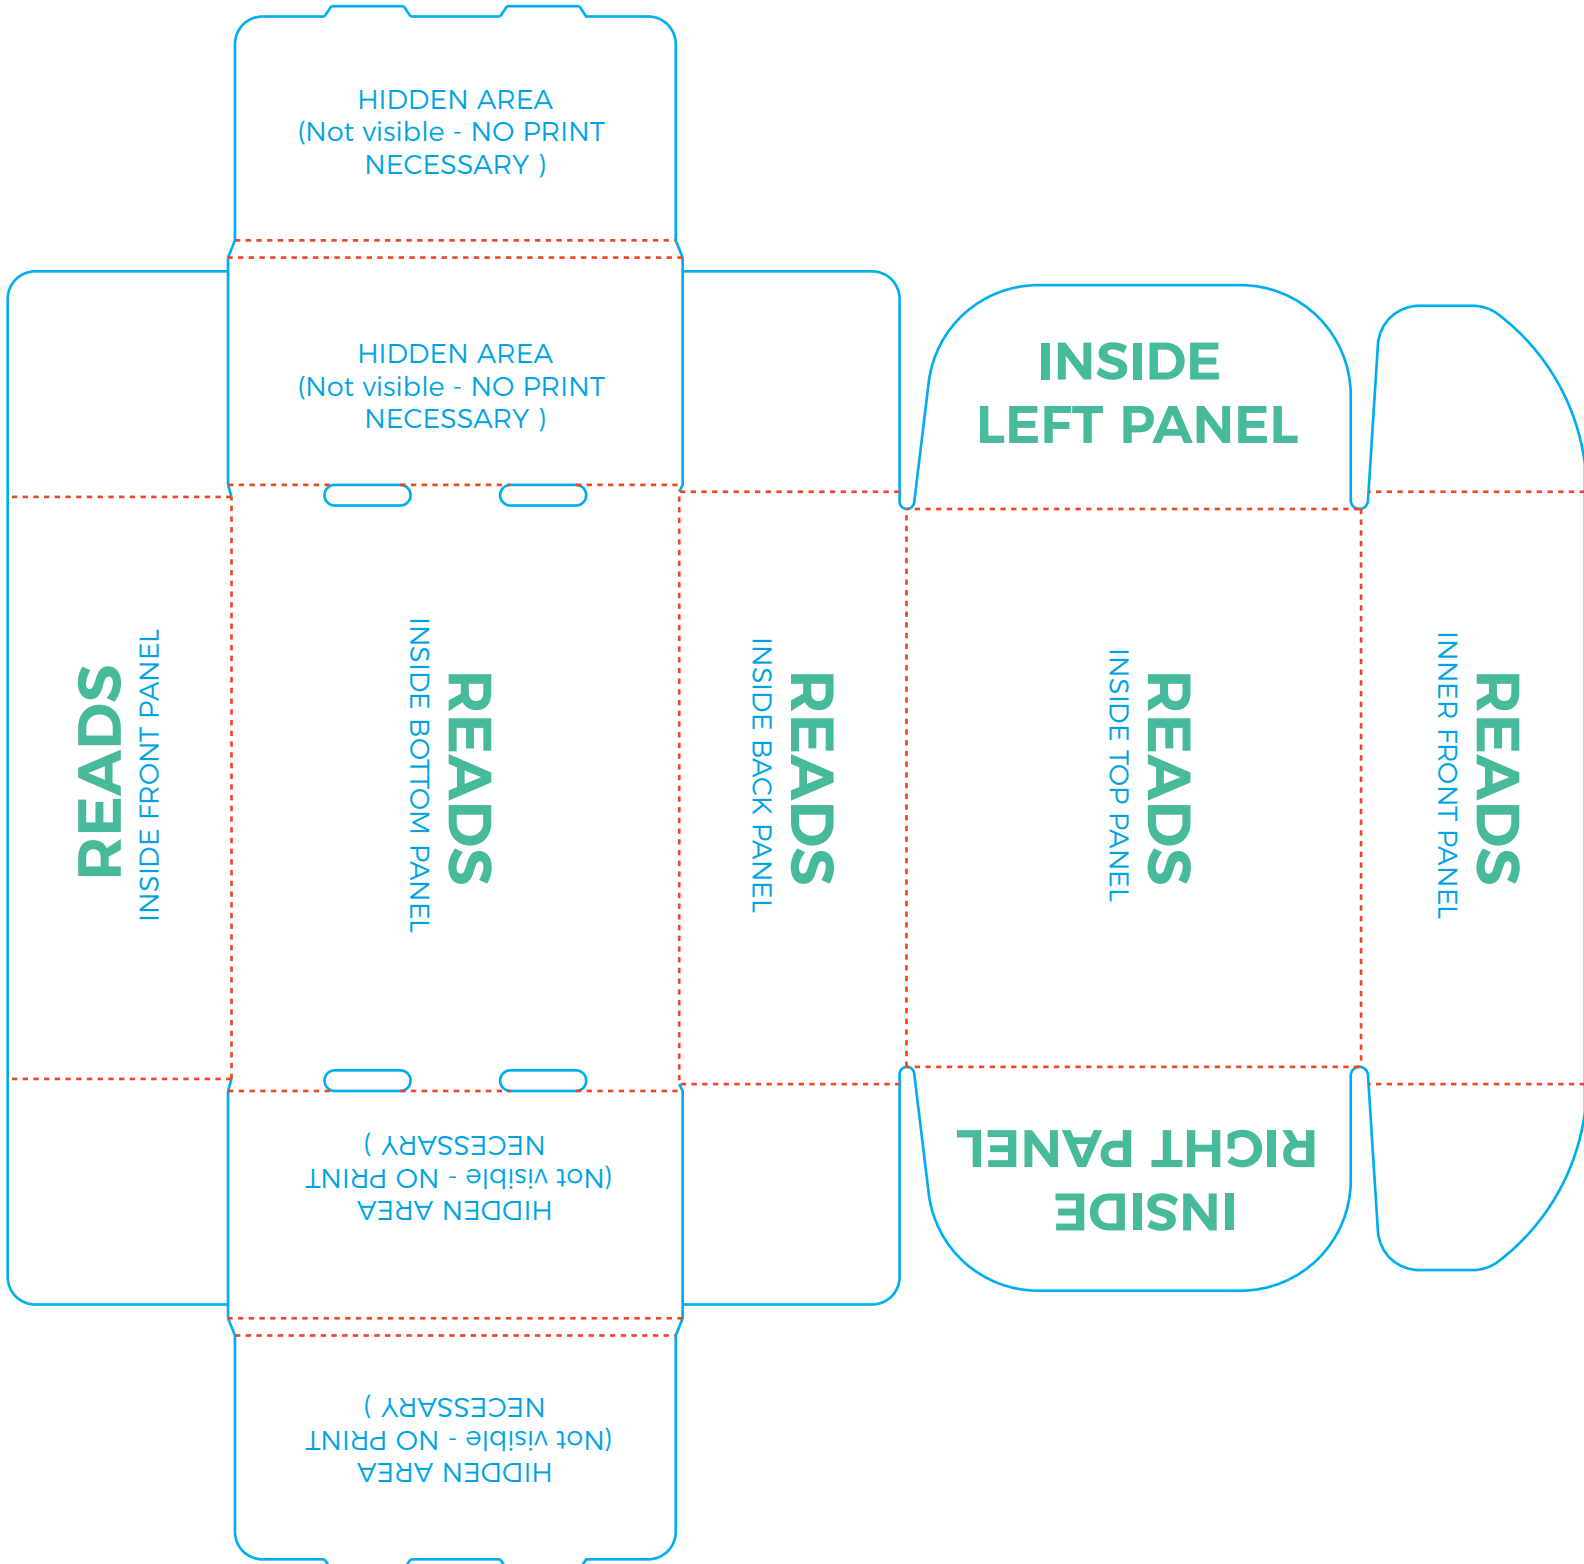 HIDDEN AREA
(Not visible - NO PRINT
NECESSARY )
HIDDEN AREA
(Not visible - NO PRINT
NECESSARY )
INSIDE
LEFT PANEL
READS
INSIDE FRONT PANEL
READS
INSIDE BOTTOM PANEL
READS
INSIDE BACK PANEL
READS
INSIDE TOP PANEL
READS
INNER FRONT PANEL
INSIDE
RIGHT PANEL
HIDDEN AREA
(Not visible - NO PRINT
NECESSARY )
HIDDEN AREA
(Not visible - NO PRINT
NECESSARY )